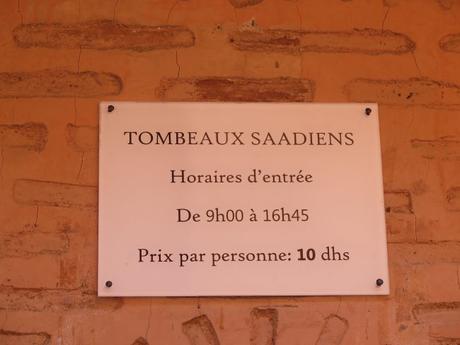 TOMBEAUX SAADIENS
Horaires d'entrée
De 9h00 à 16h45
Prix par personne: 10 dhs